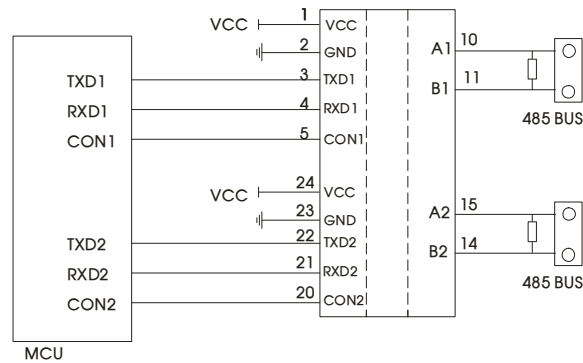 VCC 1 VCC
2 GND A1 10
TXD1 3 TXD1
B1 11
RXD1 4 RXD1
485 BUS
CON1 5 CON1
VCC 24 VCC
23 GND A2 15
TXD2 22 TXD2
B2 14
RXD2 21 RXD2
485 BUS
CON2 20 CON2
MCU